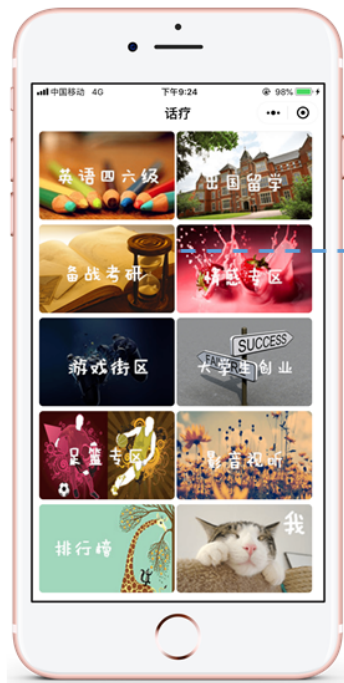 中国移动 4G 下午9:24 98%
话疗
英语四六级 出国留学
备战考研 情感专区
游戏街区 大学生创业
SUCCESS
FAILURE
足篮专区 影音视听
排行榜 我